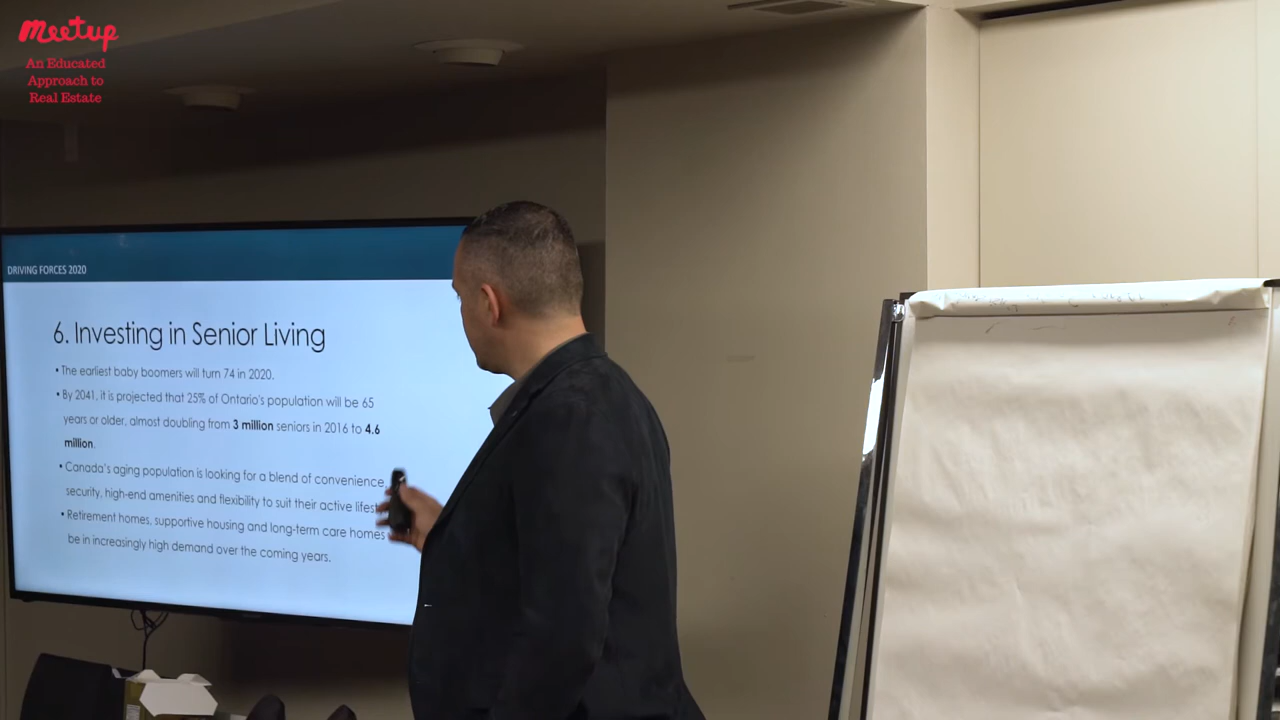 meetup
An Educated
Approach to
Real Estate
DRIVING FORCES 2020
6. Investing in Senior Living
• The earliest baby boomers will turn 74 in 2020.
• By 2041, it is projected that 25% of Ontario's population will be 65
years or older, almost doubling from 3 million seniors in 2016 to 4.6
million.
• Canada's aging population is looking for a blend of convenience
security, high-end amenities and flexibility to suit their active
• Retirement homes, supportive housing and long-term care homes
be in increasingly high demand over the coming years.